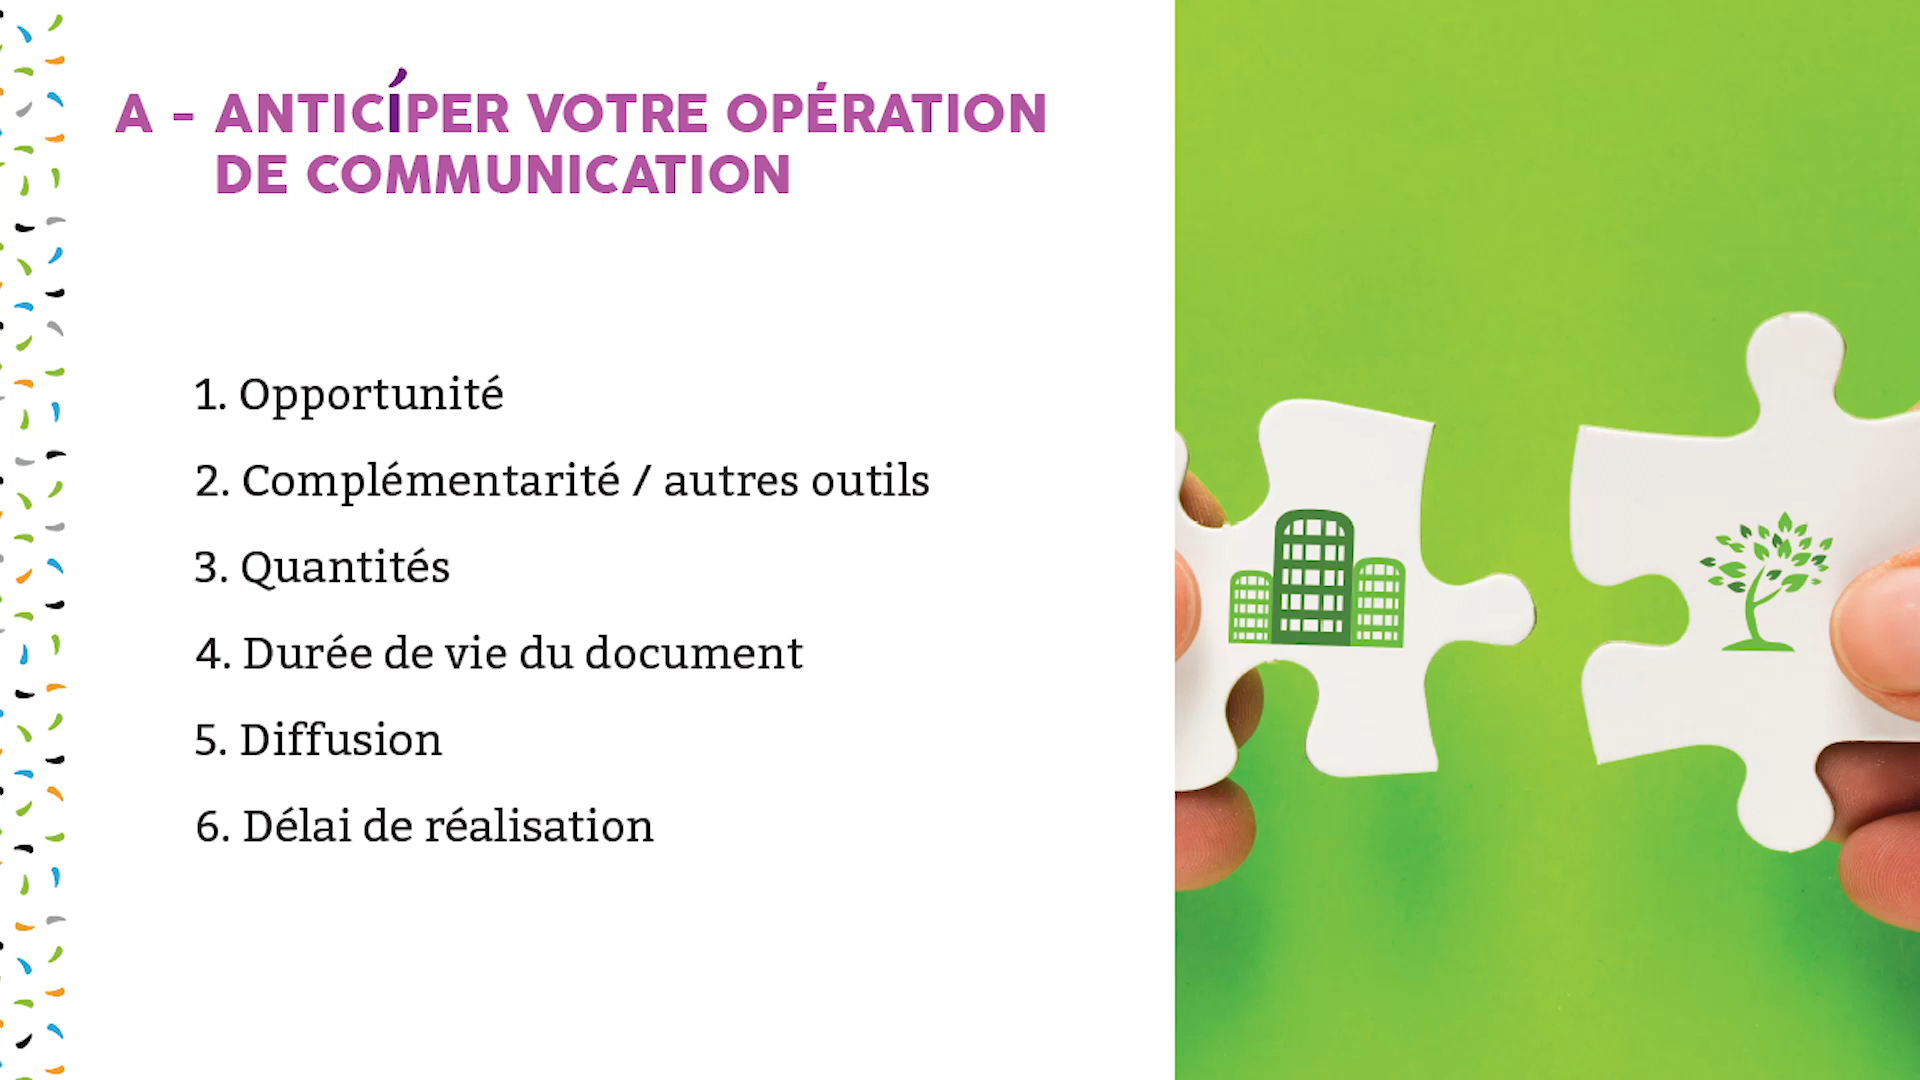 A - ANTICÍPER VOTRE OPÉRATION
DE COMMUNICATION
1. Opportunité
2. Complémentarité / autres outils
3. Quantités
4. Durée de vie du document
5. Diffusion
6. Délai de réalisation